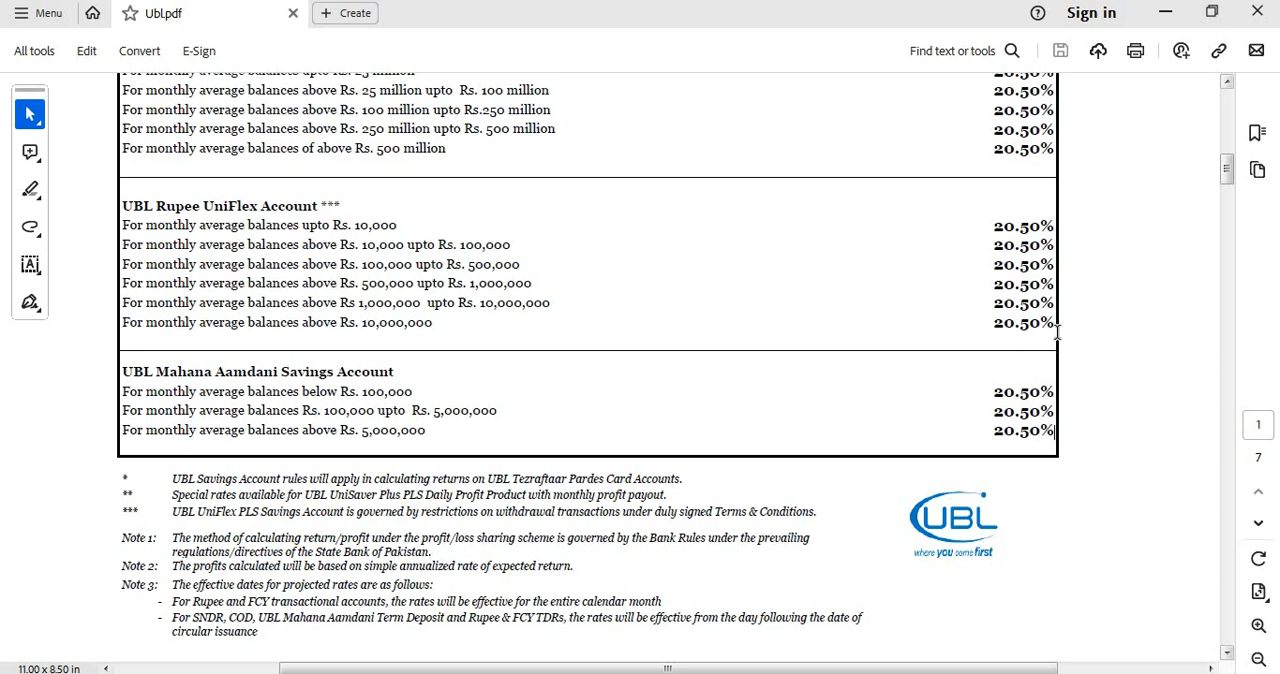 Menu
Ubl.pdf
Create
Sign in
All tools
Edit
Convert
E-Sign
Find text or tools
For monthly average balances upto Rs. 25 million 20.50%
For monthly average balances above Rs. 25 million upto Rs. 100 million 20.50%
For monthly average balances above Rs. 100 million upto Rs.250 million 20.50%
For monthly average balances above Rs. 250 million upto Rs. 500 million 20.50%
For monthly average balances of above Rs. 500 million 20.50%
UBL Rupee UniFlex Account ***
For monthly average balances upto Rs. 10,000 20.50%
For monthly average balances above Rs. 10,000 upto Rs. 100,000 20.50%
For monthly average balances above Rs. 100,000 upto Rs. 500,000 20.50%
For monthly average balances above Rs. 500,000 upto Rs. 1,000,000 20.50%
For monthly average balances above Rs 1,000,000 upto Rs. 10,000,000 20.50%
For monthly average balances above Rs. 10,000,000 20.50%
UBL Mahana Aamdani Savings Account
For monthly average balances below Rs. 100,000 20.50%
For monthly average balances Rs. 100,000 upto Rs. 5,000,000 20.50%
For monthly average balances above Rs. 5,000,000 20.50%
* UBL Savings Account rules will apply in calculating returns on UBL Tezraftaar Pardes Card Accounts.
** Special rates available for UBL UniSaver Plus PLS Daily Profit Product with monthly profit payout.
*** UBL UniFlex PLS Savings Account is governed by restrictions on withdrawal transactions under duly signed Terms & Conditions.
UBL
where you come first
Note 1: The method of calculating return/profit under the profit/loss sharing scheme is governed by the Bank Rules under the prevailing
regulations/directives of the State Bank of Pakistan.
Note 2: The profits calculated will be based on simple annualized rate of expected return.
Note 3: The effective dates for projected rates are as follows:
- For Rupee and FCY transactional accounts, the rates will be effective for the entire calendar month
- For SNDR, COD, UBL Mahana Aamdani Term Deposit and Rupee & FCY TDRs, the rates will be effective from the day following the date of
circular issuance
1
7
11.00 x 8.50 in